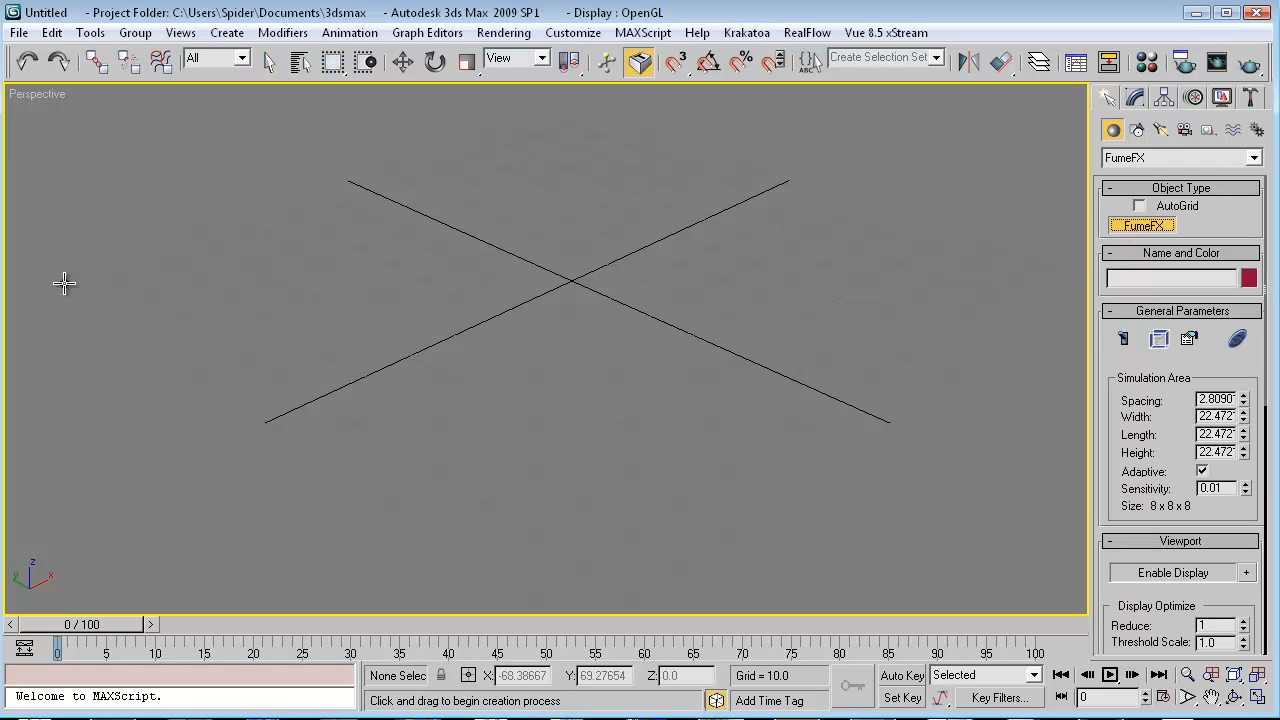 Untitled - Project Folder: C:\Users\Spider\Documents\3dsmax - Autodesk 3ds Max 2009 SP1 - Display : OpenGL
File Edit Tools Group Views Create Modifiers Animation Graph Editors Rendering Customize MAXScript Help Krakatoa RealFlow Vue 8.5 xStream
All View Create Selection Set
Perspective
FumeFX
- Object Type
AutoGrid
FumeFX
- Name and Color
- General Parameters
Simulation Area
Spacing: 2.8090
Width: 22.472
Length: 22.472
Height: 22.472
Adaptive:
Sensitivity: 0.01
Size: 8 x 8 x 8
- Viewport
Enable Display +
Display Optimize
Reduce: 1
Threshold Scale: 1.0
z
y x
< 0 / 100 >
0 5 10 15 20 25 30 35 40 45 50 55 60 65 70 75 80 85 90 95 100
None Selec X: -68.38667 Y: 69.27654 Z: 0.0 Grid = 10.0 Auto Key Selected
Welcome to MAXScript. Click and drag to begin creation process Add Time Tag Set Key Key Filters... 0